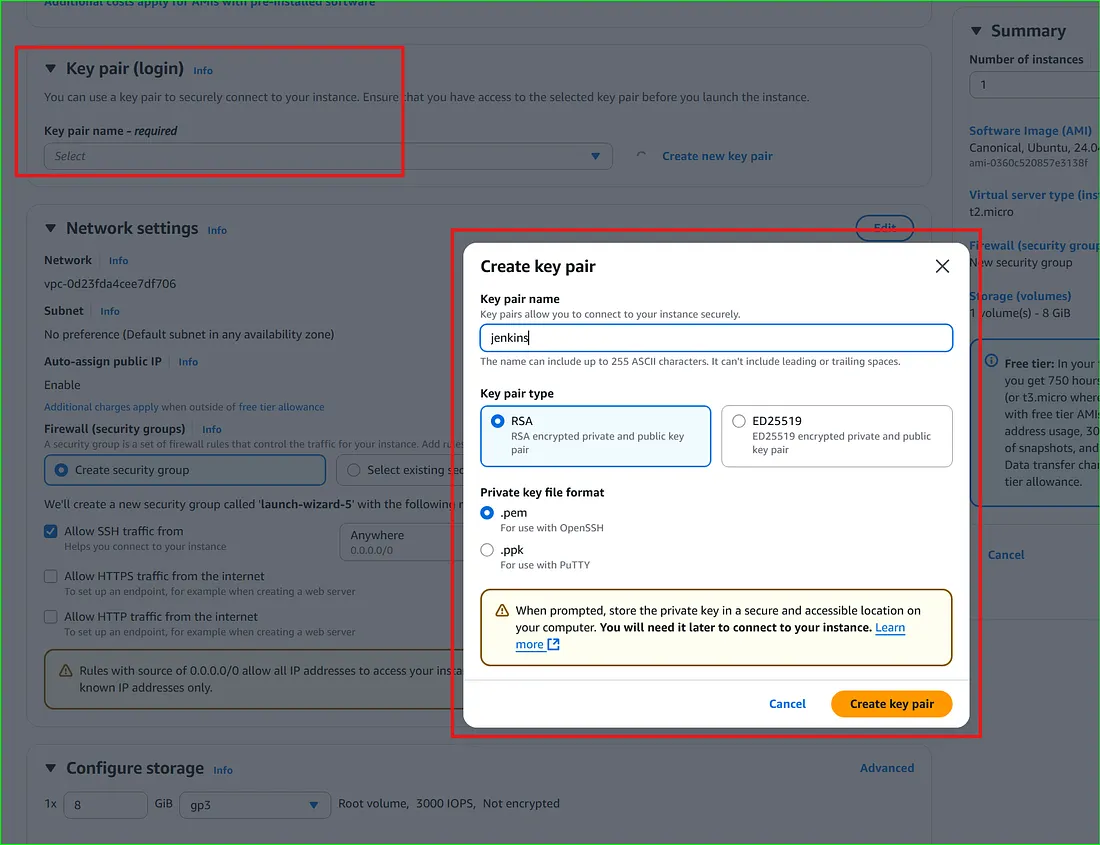 Additional costs apply for AMIs with pre-installed software
Key pair (login) Info
You can use a key pair to securely connect to your instance. Ensure that you have access to the selected key pair before you launch the instance.
Key pair name - required
Select
Create new key pair
Network settings Info
Edit
Network Info
vpc-0d23fda4cee7df706
Subnet Info
No preference (Default subnet in any availability zone)
Auto-assign public IP Info
Enable
Additional charges apply when outside of free tier allowance
Firewall (security groups) Info
A security group is a set of firewall rules that control the traffic for your instance. Add rules
Create security group
Select existing sec
We'll create a new security group called 'launch-wizard-5' with the following r
Allow SSH traffic from
Helps you connect to your instance
Anywhere
0.0.0.0/0
Allow HTTPS traffic from the internet
To set up an endpoint, for example when creating a web server
Allow HTTP traffic from the internet
To set up an endpoint, for example when creating a web server
Rules with source of 0.0.0.0/0 allow all IP addresses to access your insta
known IP addresses only.
Configure storage Info
Advanced
1x 8 GiB gp3 Root volume, 3000 IOPS, Not encrypted
Create key pair
Key pair name
Key pairs allow you to connect to your instance securely.
jenkins
The name can include up to 255 ASCII characters. It can't include leading or trailing spaces.
Key pair type
RSA
RSA encrypted private and public key
pair
ED25519
ED25519 encrypted private and public
key pair
Private key file format
.pem
For use with OpenSSH
.ppk
For use with PuTTY
When prompted, store the private key in a secure and accessible location on
your computer. You will need it later to connect to your instance. Learn
more
Cancel
Create key pair
Summary
Number of instances
1
Software Image (AMI)
Canonical, Ubuntu, 24.04
ami-0360c520857e3138f
Virtual server type (ins
t2.micro
Firewall (security group
New security group
Storage (volumes)
1 volume(s) - 8 GiB
Free tier: In your
you get 750 hours
(or t3.micro where
with free tier AMIs
address usage, 30
of snapshots, and
Data transfer cha
tier allowance.
Cancel